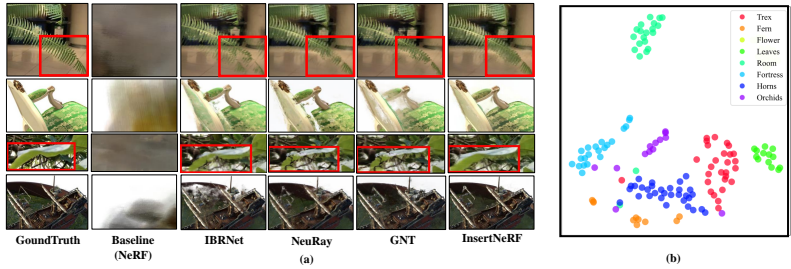 Trex
Fern
Flower
Leaves
Room
Fortress
Horns
Orchids
GoundTruth
Baseline
(NeRF)
IBRNet
NeuRay
GNT
InsertNeRF
(a)
(b)